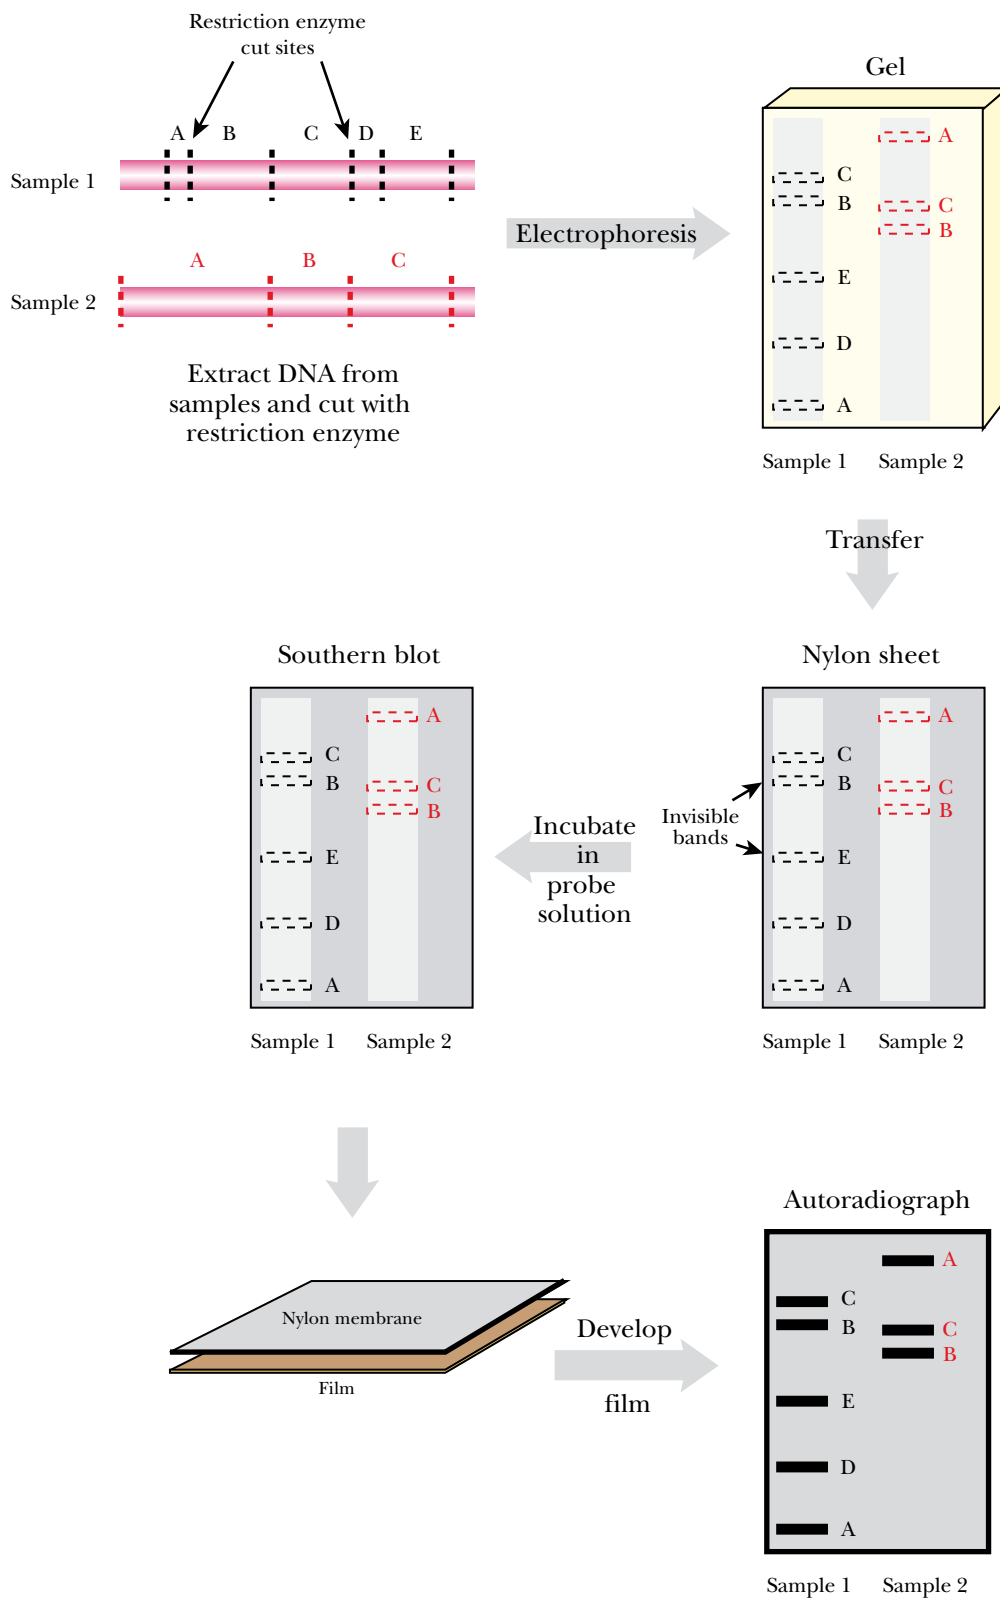 Restriction enzyme
cut sites
A B C D E
Sample 1
A B C
Sample 2
Extract DNA from
samples and cut with
restriction enzyme
Electrophoresis
Gel
A
C
B
C
B
E
D
A
Sample 1 Sample 2
Transfer
Nylon sheet
A
C
B
C
B
E
D
A
Invisible
bands
Sample 1 Sample 2
Incubate
in
probe
solution
Southern blot
A
C
B
C
B
E
D
A
Sample 1 Sample 2
Nylon membrane
Film
Develop
film
Autoradiograph
A
C
B
C
B
E
D
A
Sample 1 Sample 2